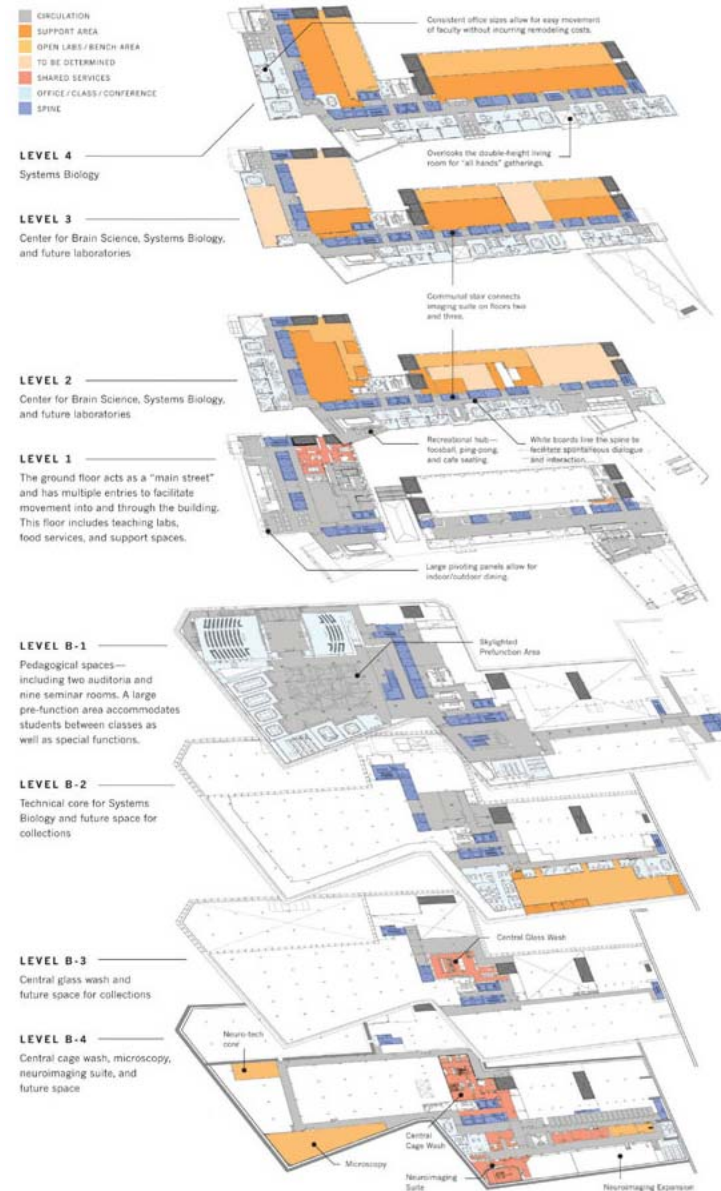 CIRCULATION
SUPPORT AREA
OPEN LABS / BENCH AREA
TO BE DETERMINED
SHARED SERVICES
OFFICE / CLASS / CONFERENCE
SPINE
Consistent office sizes allow for easy movement
of faculty without incurring remodeling costs.
LEVEL 4
Systems Biology
Overlooks the double-height living
room for "all hands" gatherings.
LEVEL 3
Center for Brain Science, Systems Biology,
and future laboratories
Communal stair connects
imaging suite on floors two
and three.
LEVEL 2
Center for Brain Science, Systems Biology,
and future laboratories
Recreational hub—
foosball, ping-pong,
and cafe seating.
White boards line the spine to
facilitate spontaneous dialogue
and interaction.
LEVEL 1
The ground floor acts as a "main street"
and has multiple entries to facilitate
movement into and through the building.
This floor includes teaching labs,
food services, and support spaces.
Large pivoting panels allow for
indoor/outdoor dining.
LEVEL B-1
Pedagogical spaces—
including two auditoria and
nine seminar rooms. A large
pre-function area accommodates
students between classes as
well as special functions.
Skylighted
Prefunction Area
LEVEL B-2
Technical core for Systems
Biology and future space for
collections
LEVEL B-3
Central glass wash and
future space for collections
Central Glass Wash
LEVEL B-4
Central cage wash, microscopy,
neuroimaging suite, and
future space
Neuro-tech
core
Central
Cage Wash
Microscopy
Neuroimaging
Suite
Neuroimaging Expansion